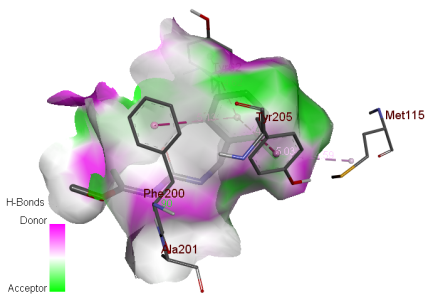 Tyr205
Met115
5.03
Phe200
H-Bonds
Donor
Ala201
Acceptor